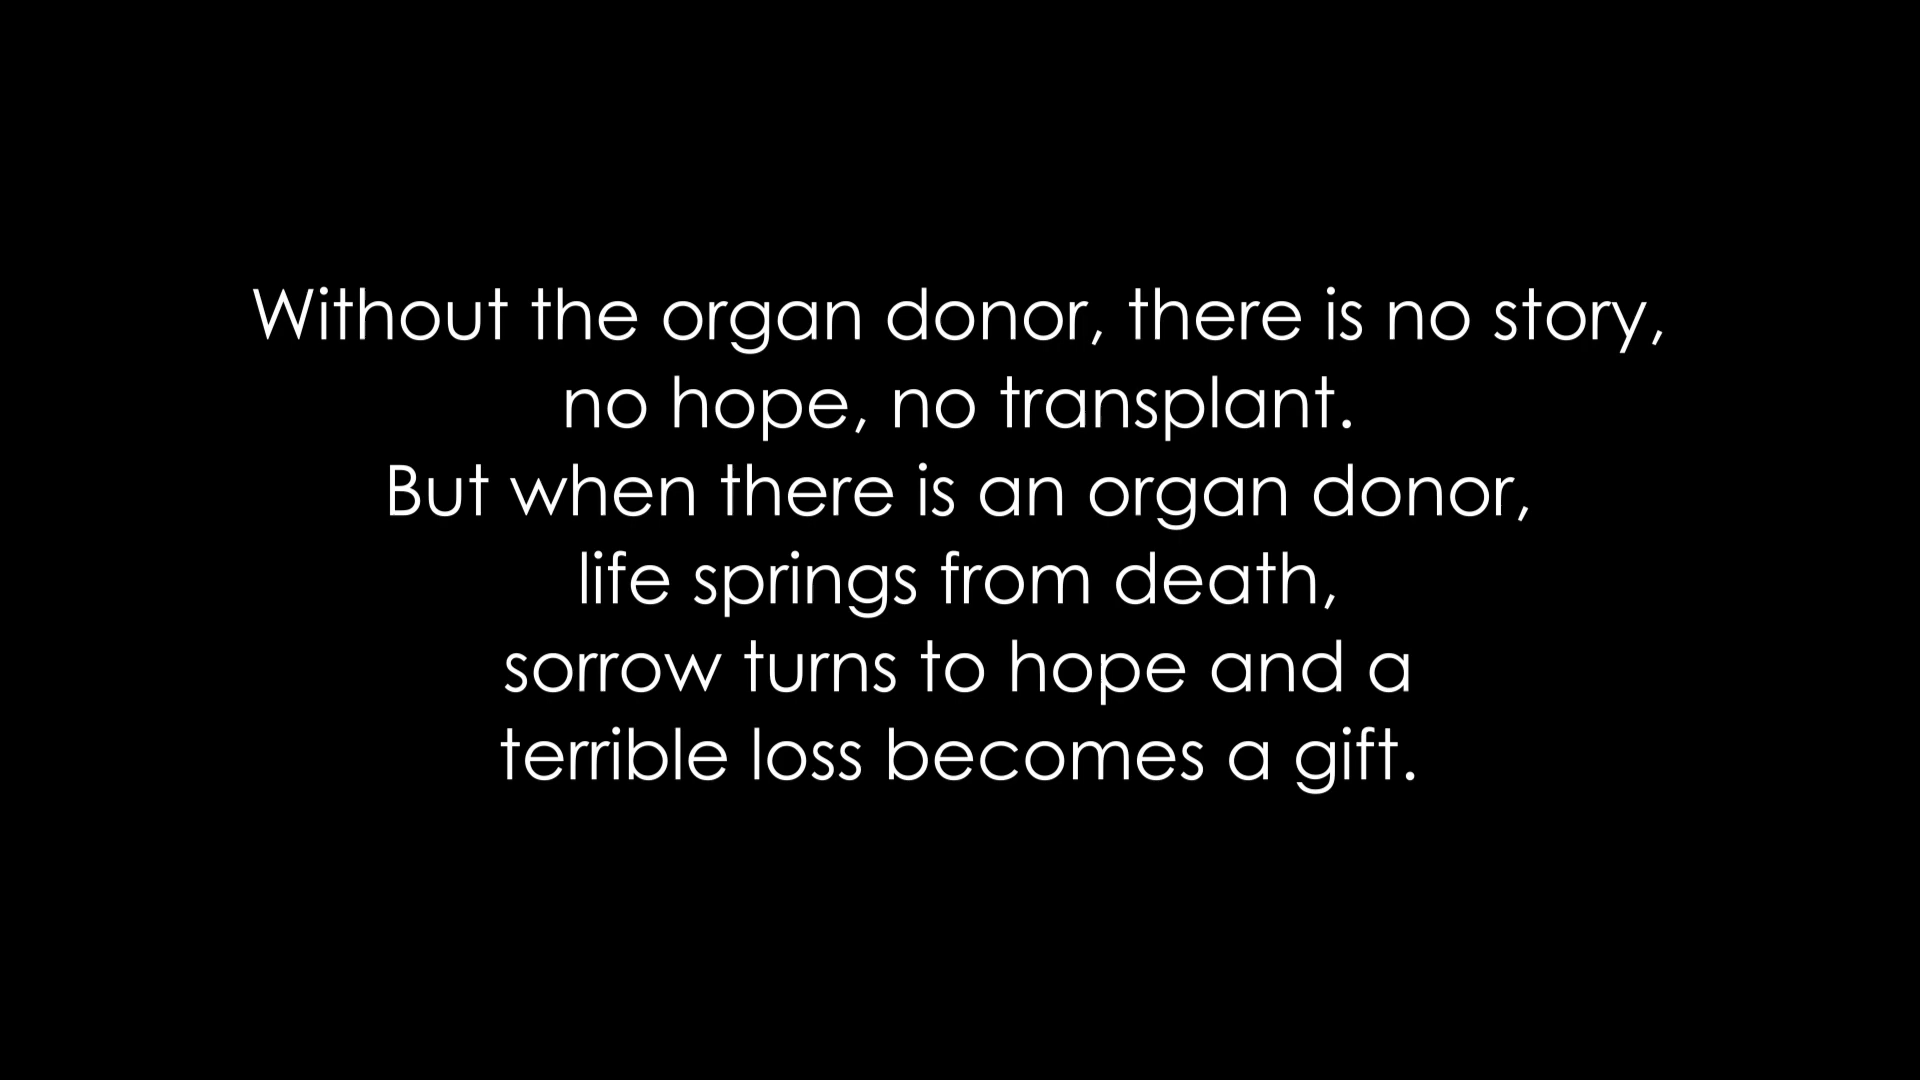 Without the organ donor, there is no story,
no hope, no transplant.
But when there is an organ donor,
life springs from death,
sorrow turns to hope and a
terrible loss becomes a gift.